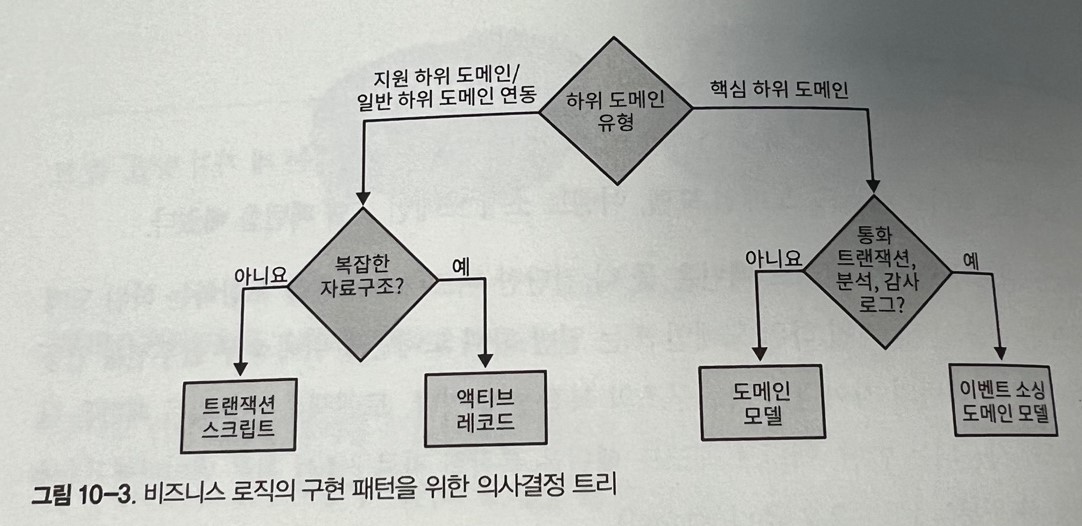 지원 하위 도메인/
일반 하위 도메인 연동
하위 도메인
유형
핵심 하위 도메인
복잡한
자료구조?
아니요
예
통화
트랜잭션,
분석, 감사
로그?
아니요
예
트랜잭션
스크립트
액티브
레코드
도메인
모델
이벤트 소싱
도메인 모델
그림 10-3. 비즈니스 로직의 구현 패턴을 위한 의사결정 트리